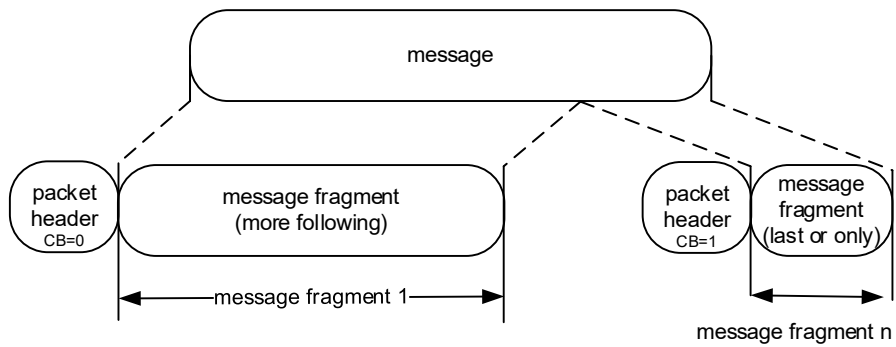 message
packet
header
CB=0
message fragment
(more following)
packet
header
CB=1
message
fragment
(last or only)
message fragment 1
message fragment n